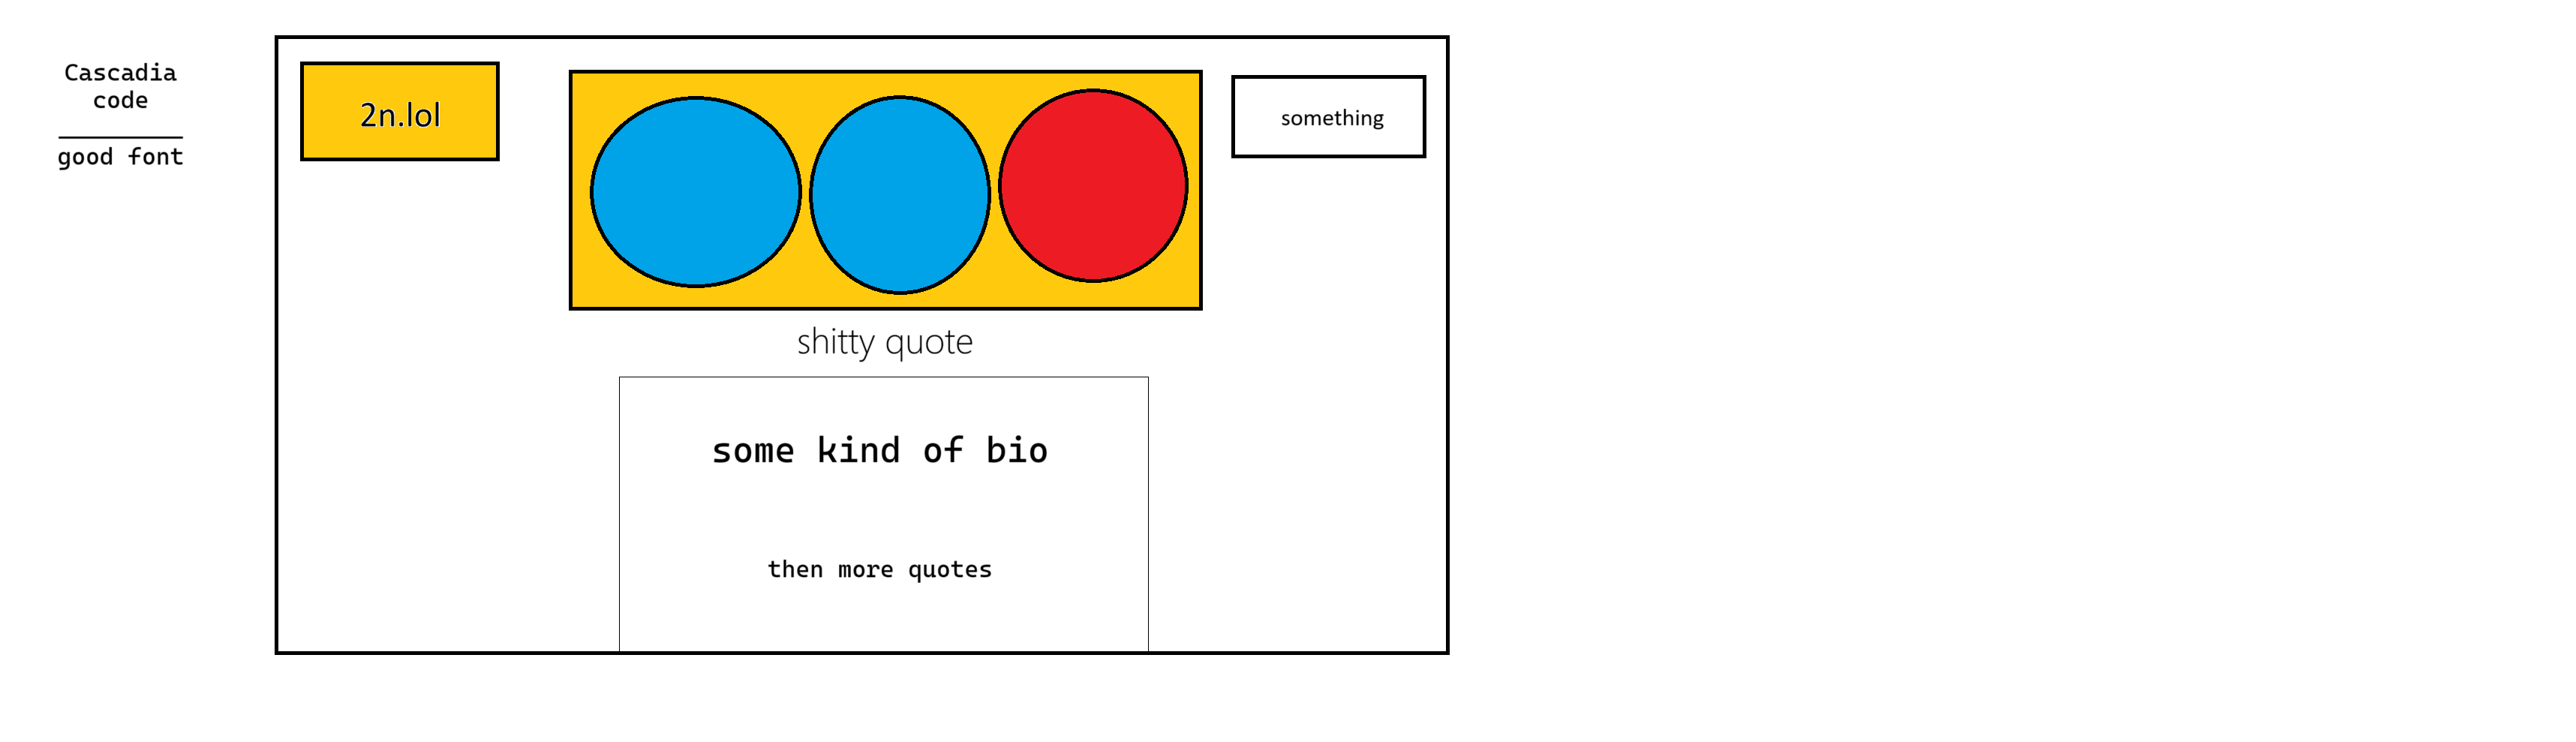 Cascadia
code
good font
2n.lol
something
shitty quote
some kind of bio
then more quotes